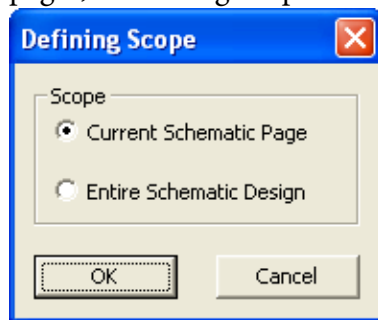 Defining Scope
Scope
Current Schematic Page
Entire Schematic Design
OK
Cancel